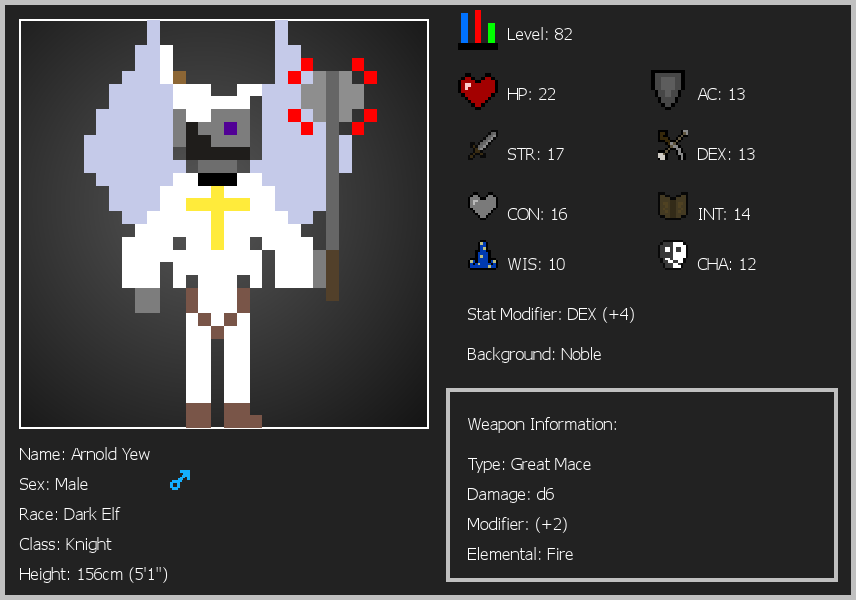 Level: 82
HP: 22
AC: 13
STR: 17
DEX: 13
CON: 16
INT: 14
WIS: 10
CHA: 12
Stat Modifier: DEX (+4)
Background: Noble
Weapon Information:
Type: Great Mace
Damage: d6
Modifier: (+2)
Elemental: Fire
Name: Arnold Yew
Sex: Male
Race: Dark Elf
Class: Knight
Height: 156cm (5'1")